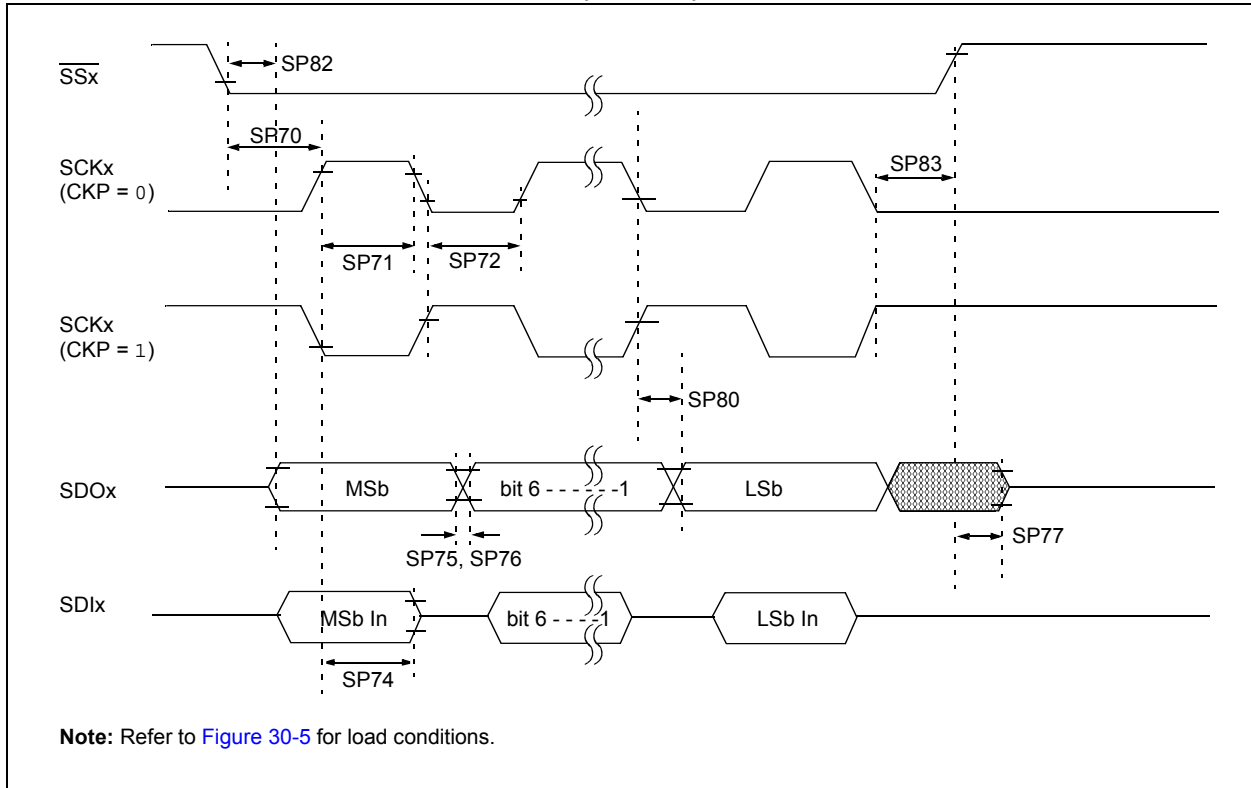 SSx
SP82
SP70
SCKx
(CKP = 0)
SP83
SP71
SP72
SCKx
(CKP = 1)
SP80
SDOx
MSb
bit 6 - - - - - -1
LSb
SP77
SP75, SP76
SDIx
MSb In
bit 6 - - - -1
LSb In
SP74
Note: Refer to Figure 30-5 for load conditions.